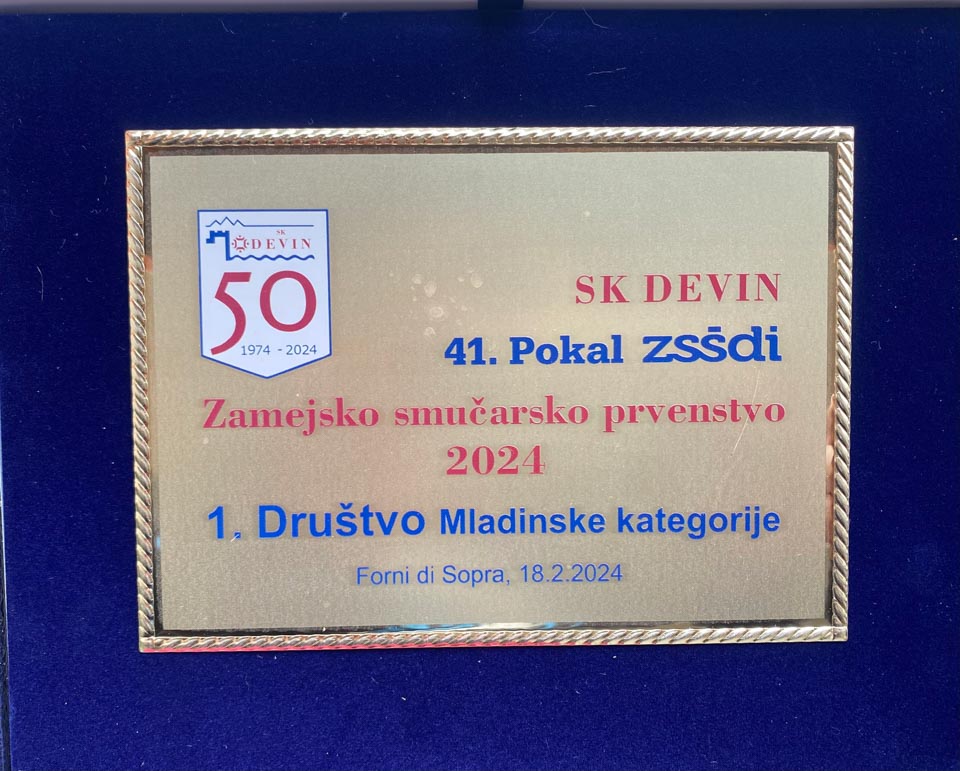 SK
DEVIN
50
1974 - 2024
SK DEVIN
41. Pokal zsšdi
Zamejsko smučarsko prvenstvo
2024
1. Društvo Mladinske kategorije
Forni di Sopra, 18.2.2024